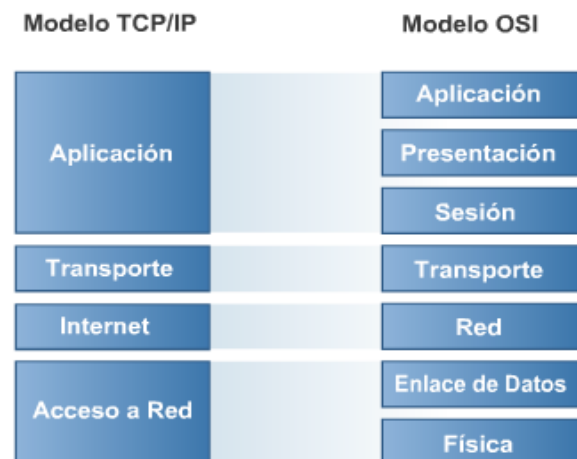 Modelo TCP/IP
Modelo OSI
Aplicación
Transporte
Internet
Acceso a Red
Aplicación
Presentación
Sesión
Transporte
Red
Enlace de Datos
Física